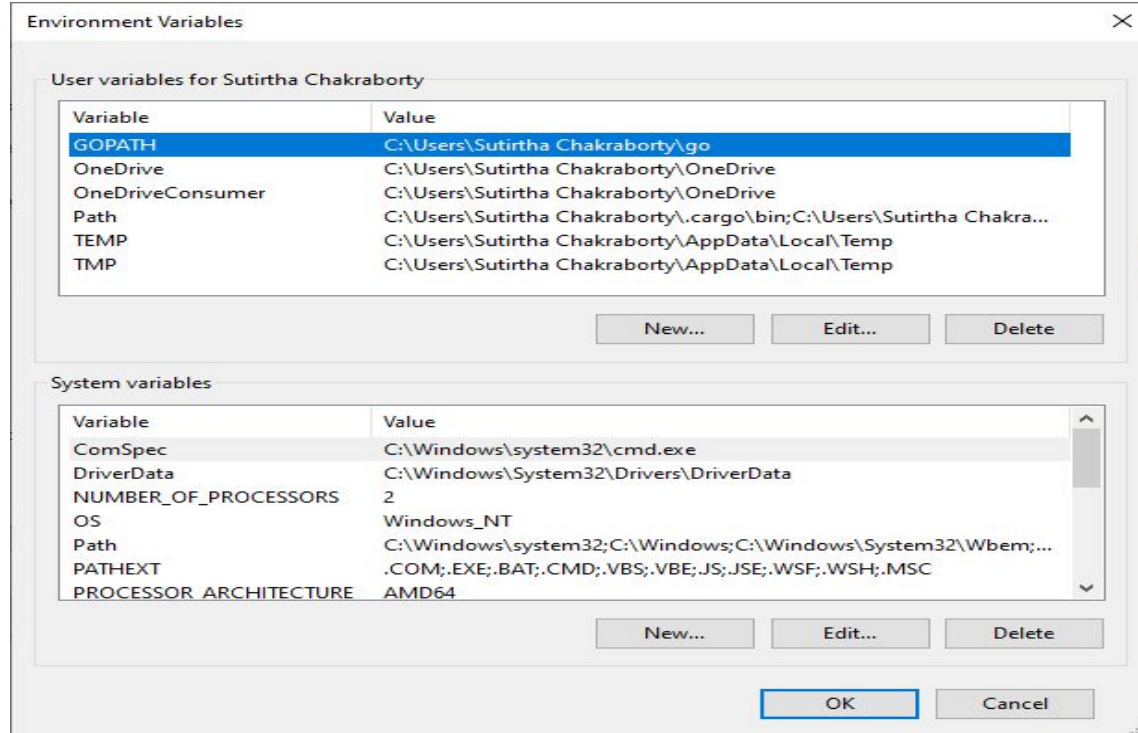 Environment Variables
User variables for Sutirtha Chakraborty
Variable Value
GOPATH C:\Users\Sutirtha Chakraborty\go
OneDrive C:\Users\Sutirtha Chakraborty\OneDrive
OneDriveConsumer C:\Users\Sutirtha Chakraborty\OneDrive
Path C:\Users\Sutirtha Chakraborty\.cargo\bin;C:\Users\Sutirtha Chakra...
TEMP C:\Users\Sutirtha Chakraborty\AppData\Local\Temp
TMP C:\Users\Sutirtha Chakraborty\AppData\Local\Temp
New... Edit... Delete
System variables
Variable Value
ComSpec C:\Windows\system32\cmd.exe
DriverData C:\Windows\System32\Drivers\DriverData
NUMBER_OF_PROCESSORS 2
OS Windows_NT
Path C:\Windows\system32;C:\Windows;C:\Windows\System32\Wbem;...
PATHEXT .COM;.EXE;.BAT;.CMD;.VBS;.VBE;.JS;.JSE;.WSF;.WSH;.MSC
PROCESSOR_ARCHITECTURE AMD64
New... Edit... Delete
OK Cancel